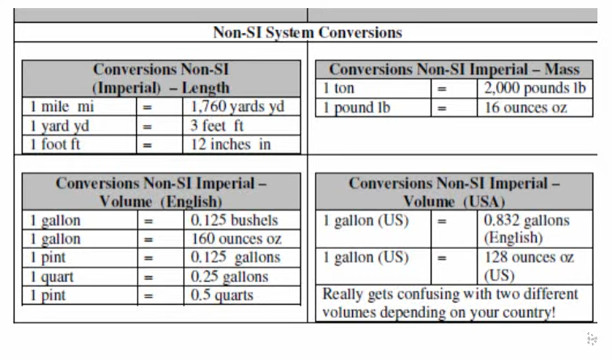 Non-SI System Conversions
Conversions Non-SI
(Imperial) – Length
1 mile mi = 1,760 yards yd
1 yard yd = 3 feet ft
1 foot ft = 12 inches in
Conversions Non-SI Imperial – Mass
1 ton = 2,000 pounds lb
1 pound lb = 16 ounces oz
Conversions Non-SI Imperial –
Volume (English)
1 gallon = 0.125 bushels
1 gallon = 160 ounces oz
1 pint = 0.125 gallons
1 quart = 0.25 gallons
1 pint = 0.5 quarts
Conversions Non-SI Imperial –
Volume (USA)
1 gallon (US) = 0.832 gallons
(English)
1 gallon (US) = 128 ounces oz
(US)
Really gets confusing with two different
volumes depending on your country!